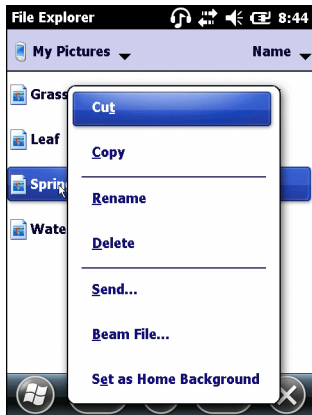 File Explorer 8:44
My Pictures Name
Grass
Cut
Leaf
Copy
Spring
Rename
Wate
Delete
Send...
Beam File...
Set as Home Background